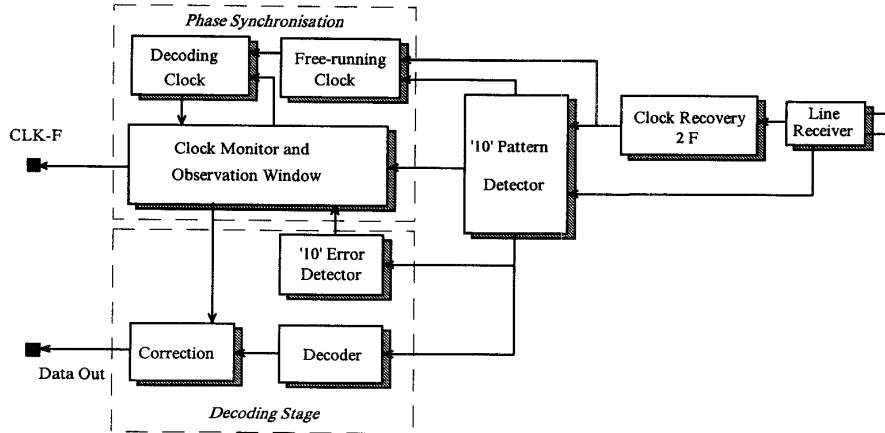 Phase Synchronisation
Decoding
Clock
Free-running
Clock
Clock Recovery
2 F
Line
Receiver
CLK-F
Clock Monitor and
Observation Window
'10' Pattern
Detector
'10' Error
Detector
Correction
Decoder
Data Out
Decoding Stage